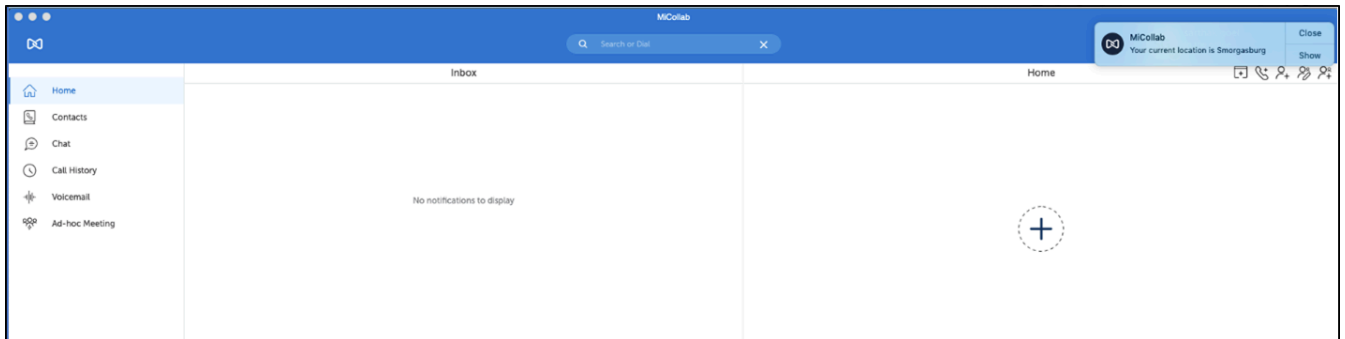 MiCollab
Search or Dial
MiCollab
Your current location is Smorgasburg
Close
Show
Inbox
Home
Home
Contacts
Chat
Call History
Voicemail
Ad-hoc Meeting
No notifications to display